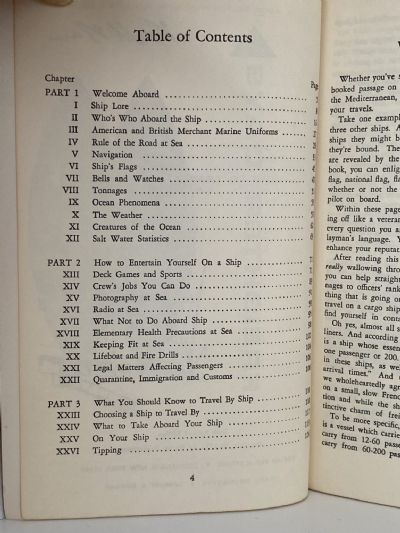 Table of Contents
Chapter
PART 1 Welcome Aboard
I Ship Lore
II Who's Who Aboard the Ship
III American and British Merchant Marine Uniforms
IV Rule of the Road at Sea
V Navigation
VI Ship's Flags
VII Bells and Watches
VIII Tonnages
IX Ocean Phenomena
X The Weather
XI Creatures of the Ocean
XII Salt Water Statistics
PART 2 How to Entertain Yourself On a Ship
XIII Deck Games and Sports
XIV Crew's Jobs You Can Do
XV Photography at Sea
XVI Radio at Sea
XVII What Not to Do Aboard Ship
XVIII Elementary Health Precautions at Sea
XIX Keeping Fit at Sea
XX Lifeboat and Fire Drills
XXI Legal Matters Affecting Passengers
XXII Quarantine, Immigration and Customs
PART 3 What You Should Know to Travel By Ship
XXIII Choosing a Ship to Travel By
XXIV What to Take Aboard Your Ship
XXV On Your Ship
XXVI Tipping
4
Whether you've
booked passage on
the Mediterranean,
your travels.
Take one example
three other ships. A
ships they might be
they're bound. The
are revealed by the
book, you can enlig
flag, national flag,
whether or not the
pilot on board.
Within these page
ing off like a veteran
every question you a
layman's language. Y
enhance your reputat
After reading this
really wallowing throu
you can help straight
nages to officers' rank
thing that is going o
travel on a cargo ship
find yourself in conn
Oh yes, almost all s
liners. And according
is a ship whose essen
one passenger or 200.
in these ships, as wel
arrival times." And
we wholeheartedly agr
on a small, slow Frenc
tion and while the sh
tinctive charm of frei
To be more specific,
is a vessel which carrie
carry from 12-60 passe
carry from 60-200 pass